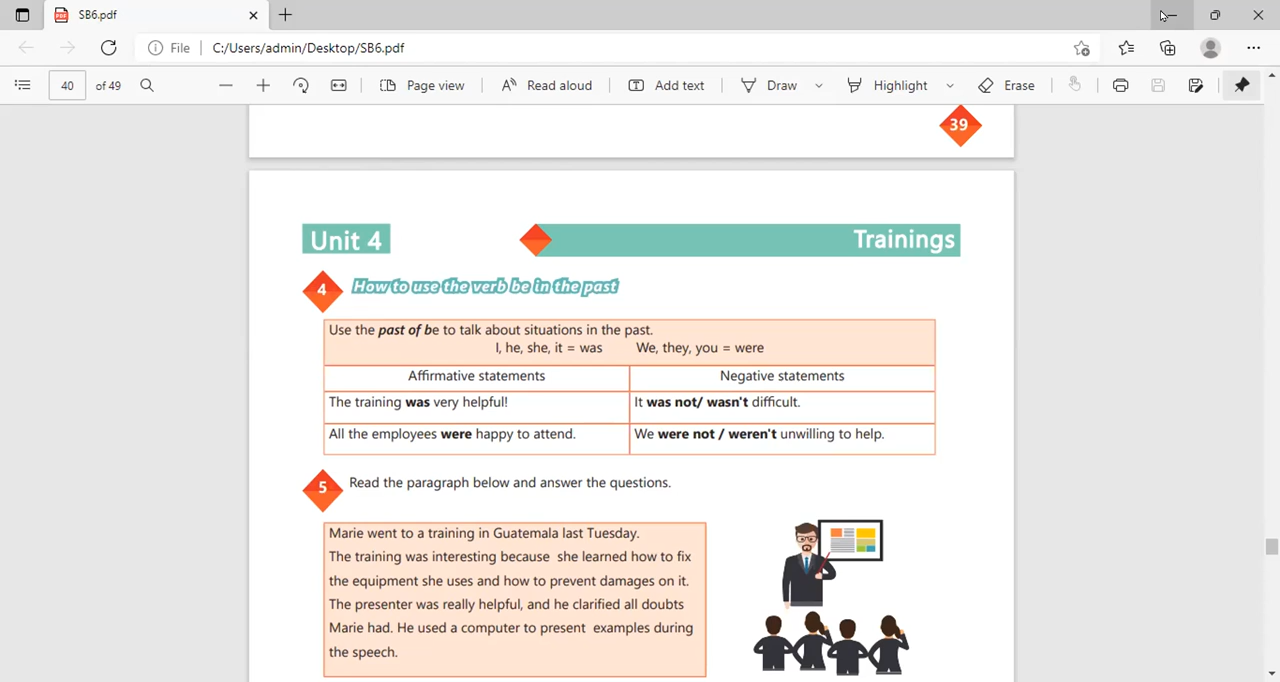 SB6.pdf
File C:/Users/admin/Desktop/SB6.pdf
40 of 49 Page view Read aloud Add text Draw Highlight Erase
39
Unit 4 Trainings
4 How to use the verb be in the past
Use the past of be to talk about situations in the past.
I, he, she, it = was We, they, you = were
Affirmative statements Negative statements
The training was very helpful! It was not/ wasn't difficult.
All the employees were happy to attend. We were not / weren't unwilling to help.
5 Read the paragraph below and answer the questions.
Marie went to a training in Guatemala last Tuesday.
The training was interesting because she learned how to fix
the equipment she uses and how to prevent damages on it.
The presenter was really helpful, and he clarified all doubts
Marie had. He used a computer to present examples during
the speech.